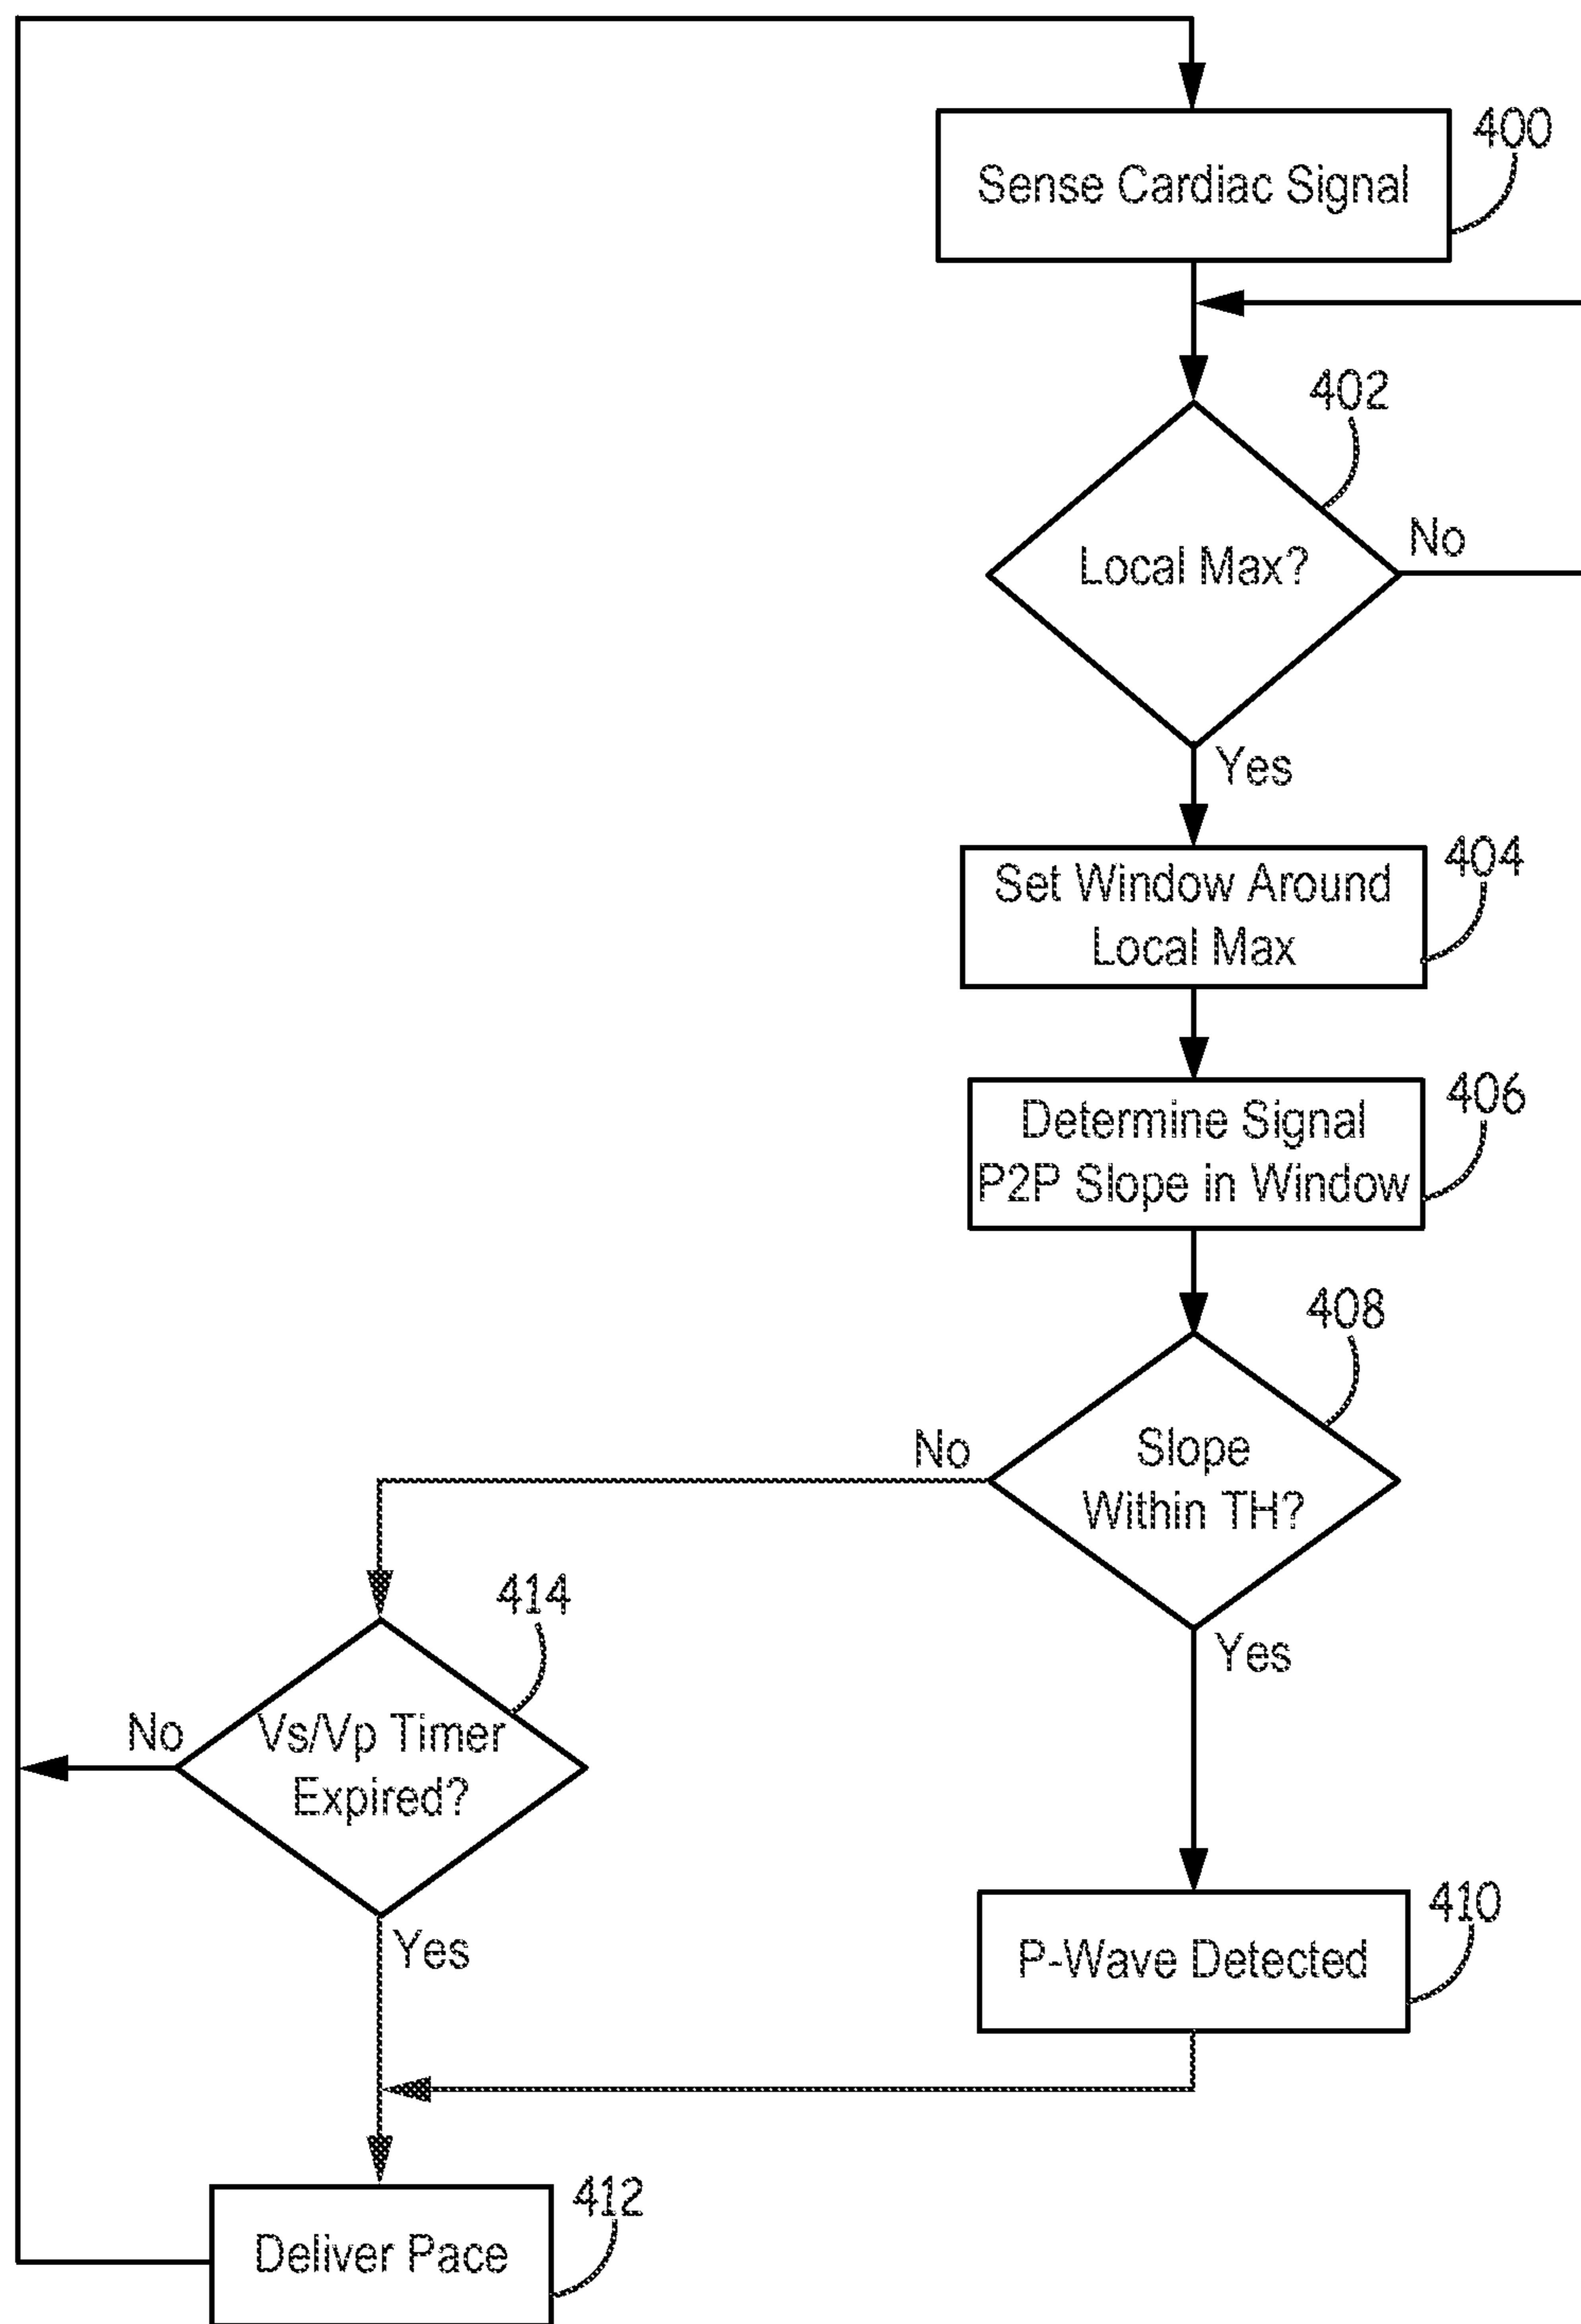 400
Sense Cardiac Signal
402
Local Max?
No
Yes
404
Set Window Around
Local Max
406
Determine Signal
P2P Slope in Window
408
No
Slope
Within TH?
Yes
414
No
Vs/Vp Timer
Expired?
Yes
410
P-Wave Detected
412
Deliver Pace